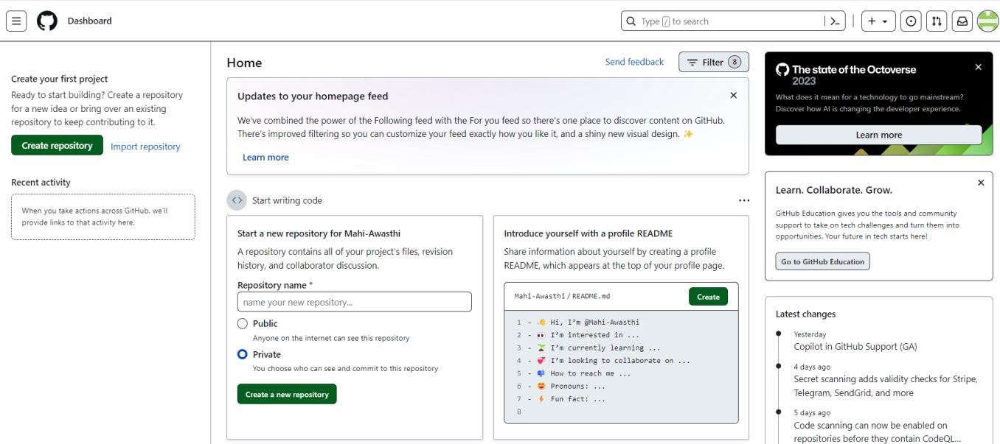 Dashboard
Type / to search
Create your first project
Ready to start building? Create a repository
for a new idea or bring over an existing
repository to keep contributing to it.
Create repository
Import repository
Recent activity
When you take actions across GitHub, we'll
provide links to that activity here.
Home
Send feedback
Filter 8
Updates to your homepage feed
We've combined the power of the Following feed with the For you feed so there's one place to discover content on GitHub.
There's improved filtering so you can customize your feed exactly how you like it, and a shiny new visual design. ✨
Learn more
Start writing code
Start a new repository for Mahi-Awasthi
A repository contains all of your project's files, revision
history, and collaborator discussion.
Repository name *
name your new repository...
Public
Anyone on the internet can see this repository
Private
You choose who can see and commit to this repository
Create a new repository
Introduce yourself with a profile README
Share information about yourself by creating a profile
README, which appears at the top of your profile page.
Mahi-Awasthi / README.md
Create
1 - 👋 Hi, I'm @Mahi-Awasthi
2 - 👀 I'm interested in ...
3 - 🌱 I'm currently learning ...
4 - 💞️ I'm looking to collaborate on ...
5 - 📫 How to reach me ...
6 - 😄 Pronouns: ...
7 - ⚡ Fun fact: ...
8
The state of the Octoverse
2023
What does it mean for a technology to go mainstream?
Discover how AI is changing the developer experience.
Learn more
Learn. Collaborate. Grow.
GitHub Education gives you the tools and community
support to take on tech challenges and turn them into
opportunities. Your future in tech starts here!
Go to GitHub Education
Latest changes
Yesterday
Copilot in GitHub Support (GA)
4 days ago
Secret scanning adds validity checks for Stripe,
Telegram, SendGrid, and more
5 days ago
Code scanning can now be enabled on
repositories before they contain CodeQL...